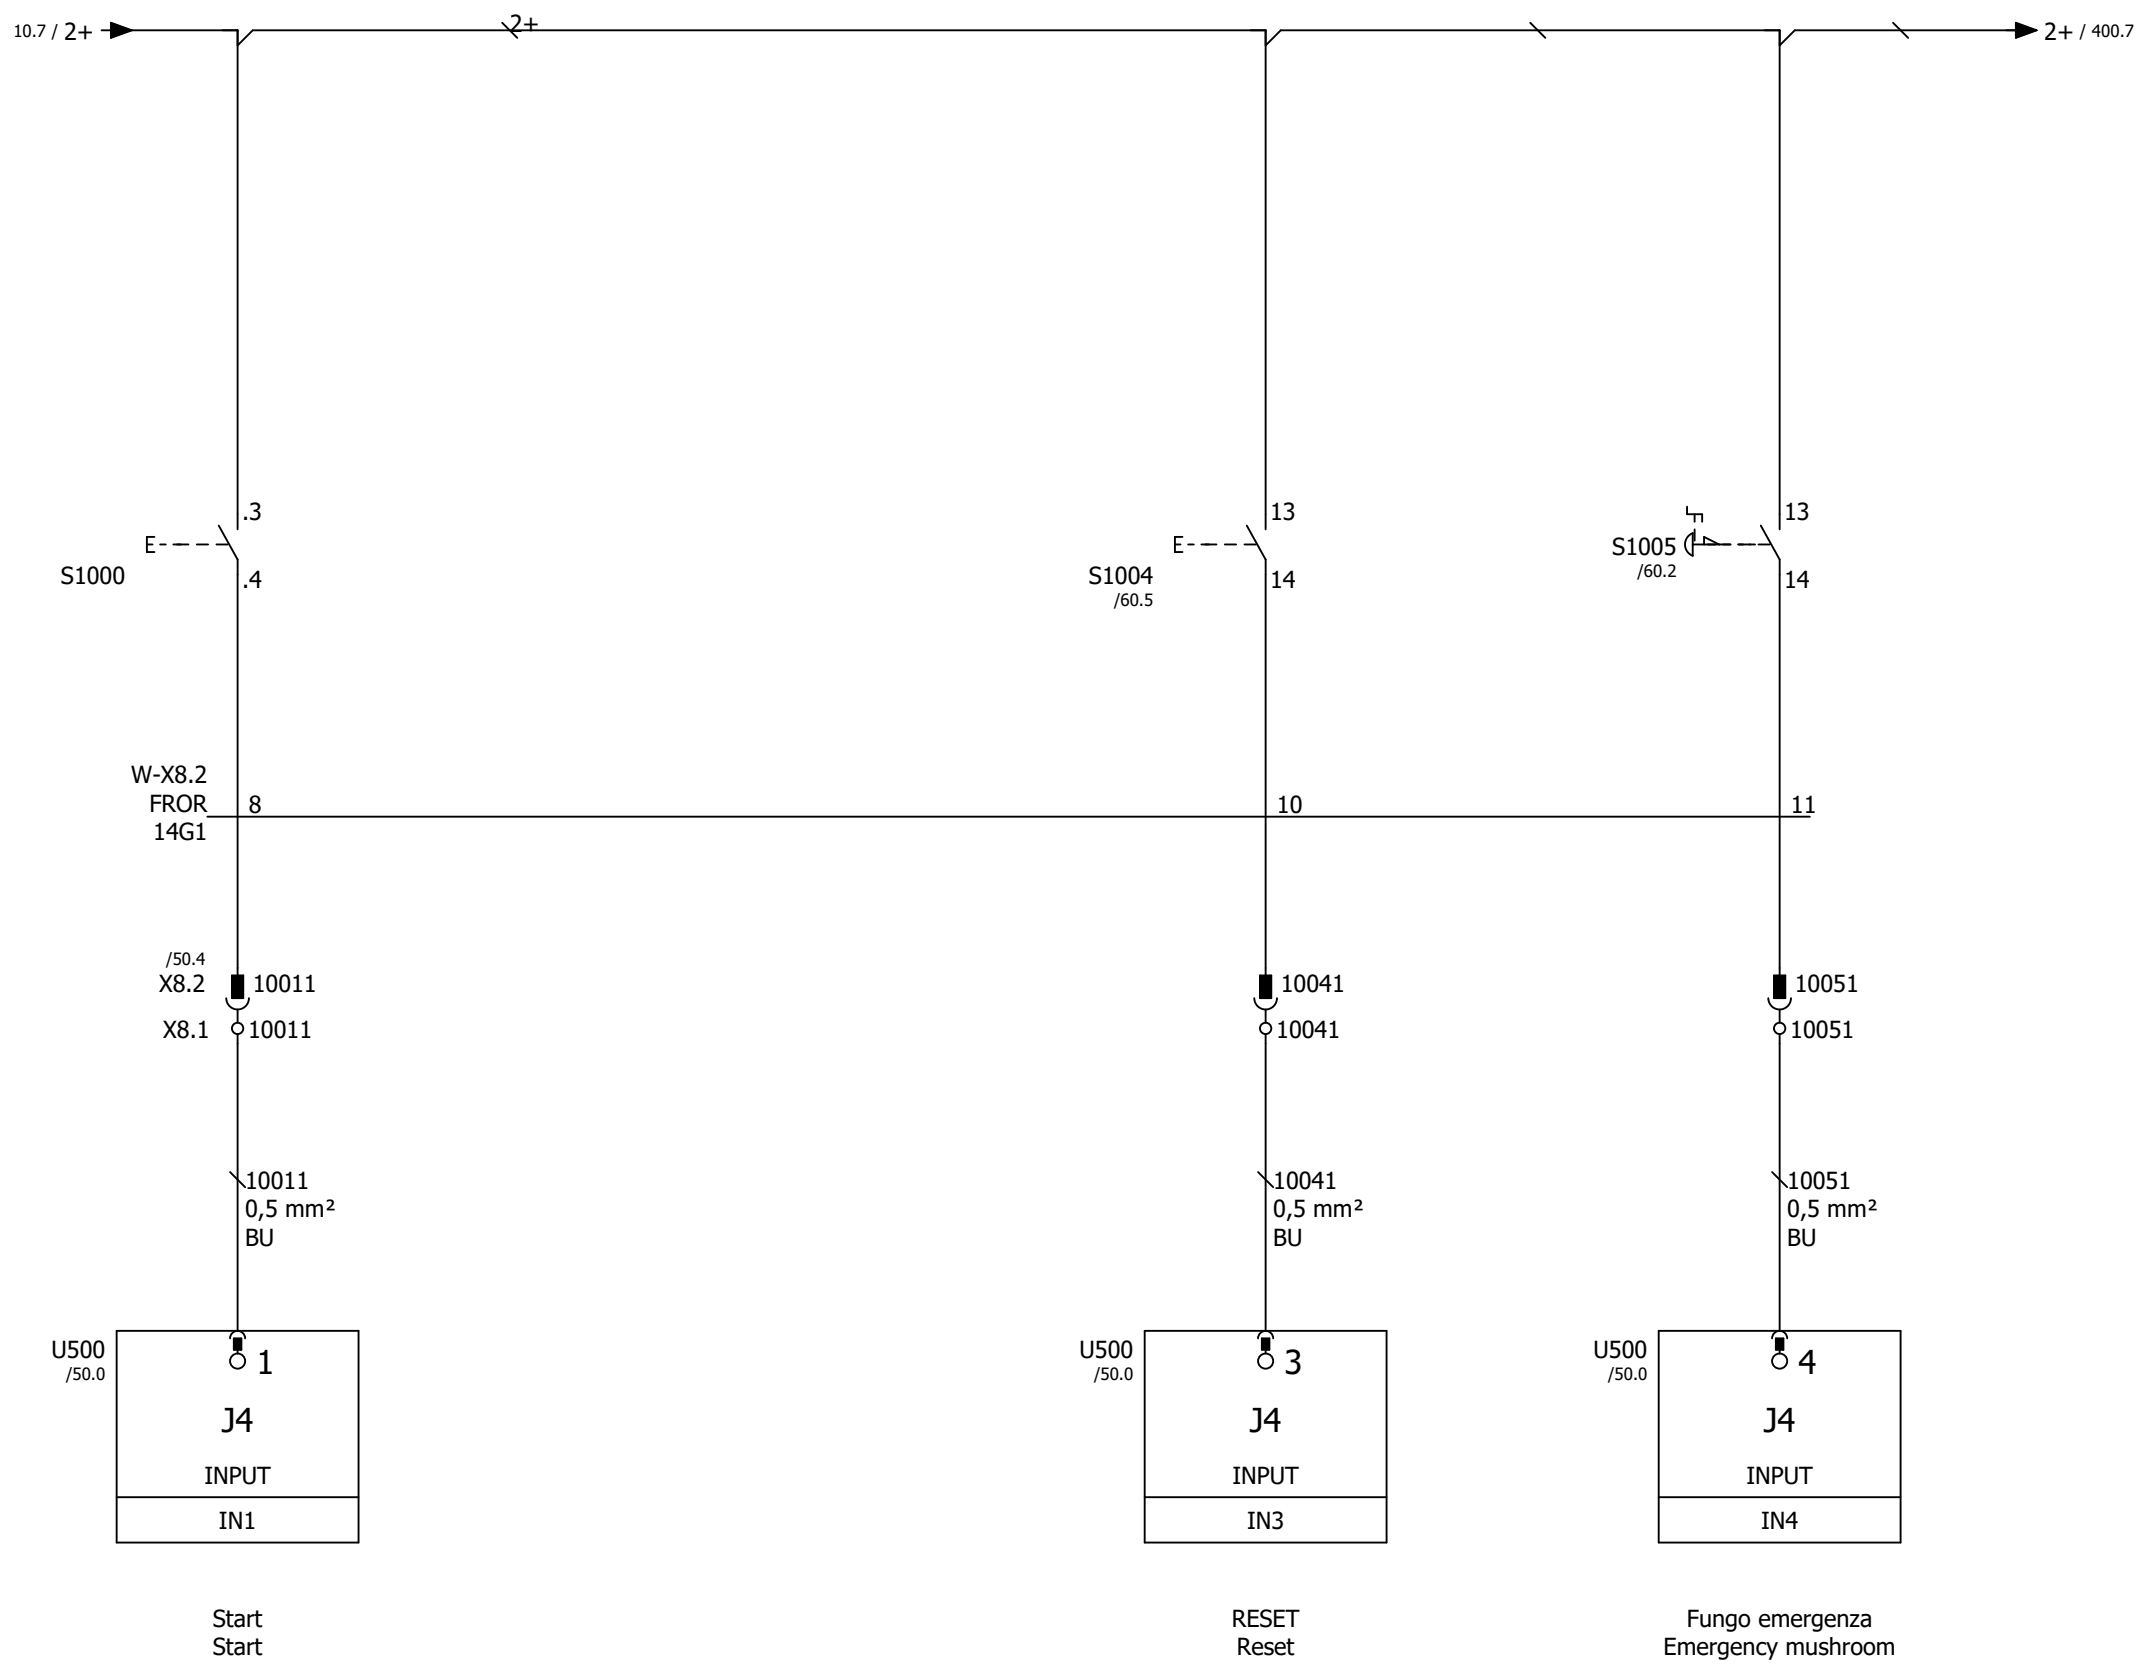 10.7 / 2+
2+
2+ / 400.7
.3
S1000
.4
13
S1004
/60.5
14
13
S1005
/60.2
14
W-X8.2
FROR
14G1
8
10
11
/50.4
X8.2
10011
X8.1
10011
10041
10041
10051
10051
10011
0,5 mm²
BU
10041
0,5 mm²
BU
10051
0,5 mm²
BU
U500
/50.0
1
J4
INPUT
IN1
U500
/50.0
3
J4
INPUT
IN3
U500
/50.0
4
J4
INPUT
IN4
Start
Start
RESET
Reset
Fungo emergenza
Emergency mushroom